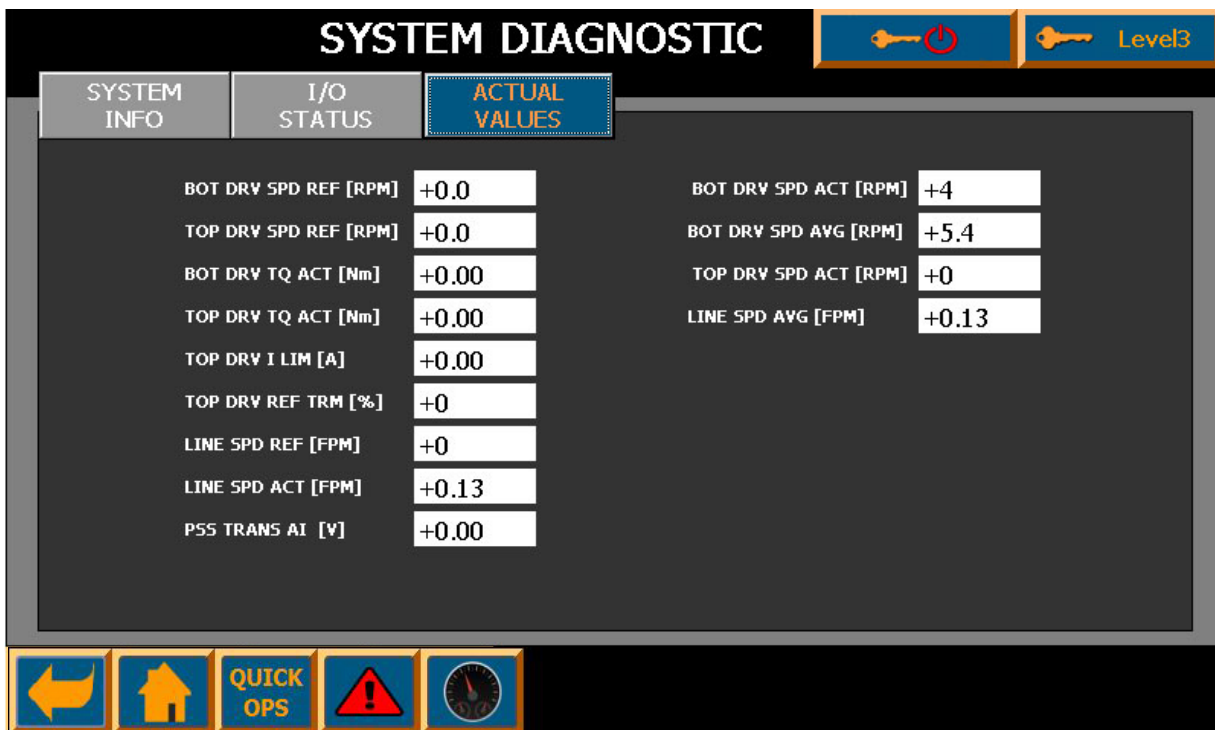 SYSTEM DIAGNOSTIC
Level3
SYSTEM INFO
I/O STATUS
ACTUAL VALUES
BOT DRV SPD REF [RPM] +0.0
TOP DRV SPD REF [RPM] +0.0
BOT DRV TQ ACT [Nm] +0.00
TOP DRV TQ ACT [Nm] +0.00
TOP DRV I LIM [A] +0.00
TOP DRV REF TRM [%] +0
LINE SPD REF [FPM] +0
LINE SPD ACT [FPM] +0.13
PSS TRANS AI [V] +0.00
BOT DRV SPD ACT [RPM] +4
BOT DRV SPD AVG [RPM] +5.4
TOP DRV SPD ACT [RPM] +0
LINE SPD AVG [FPM] +0.13
QUICK
OPS